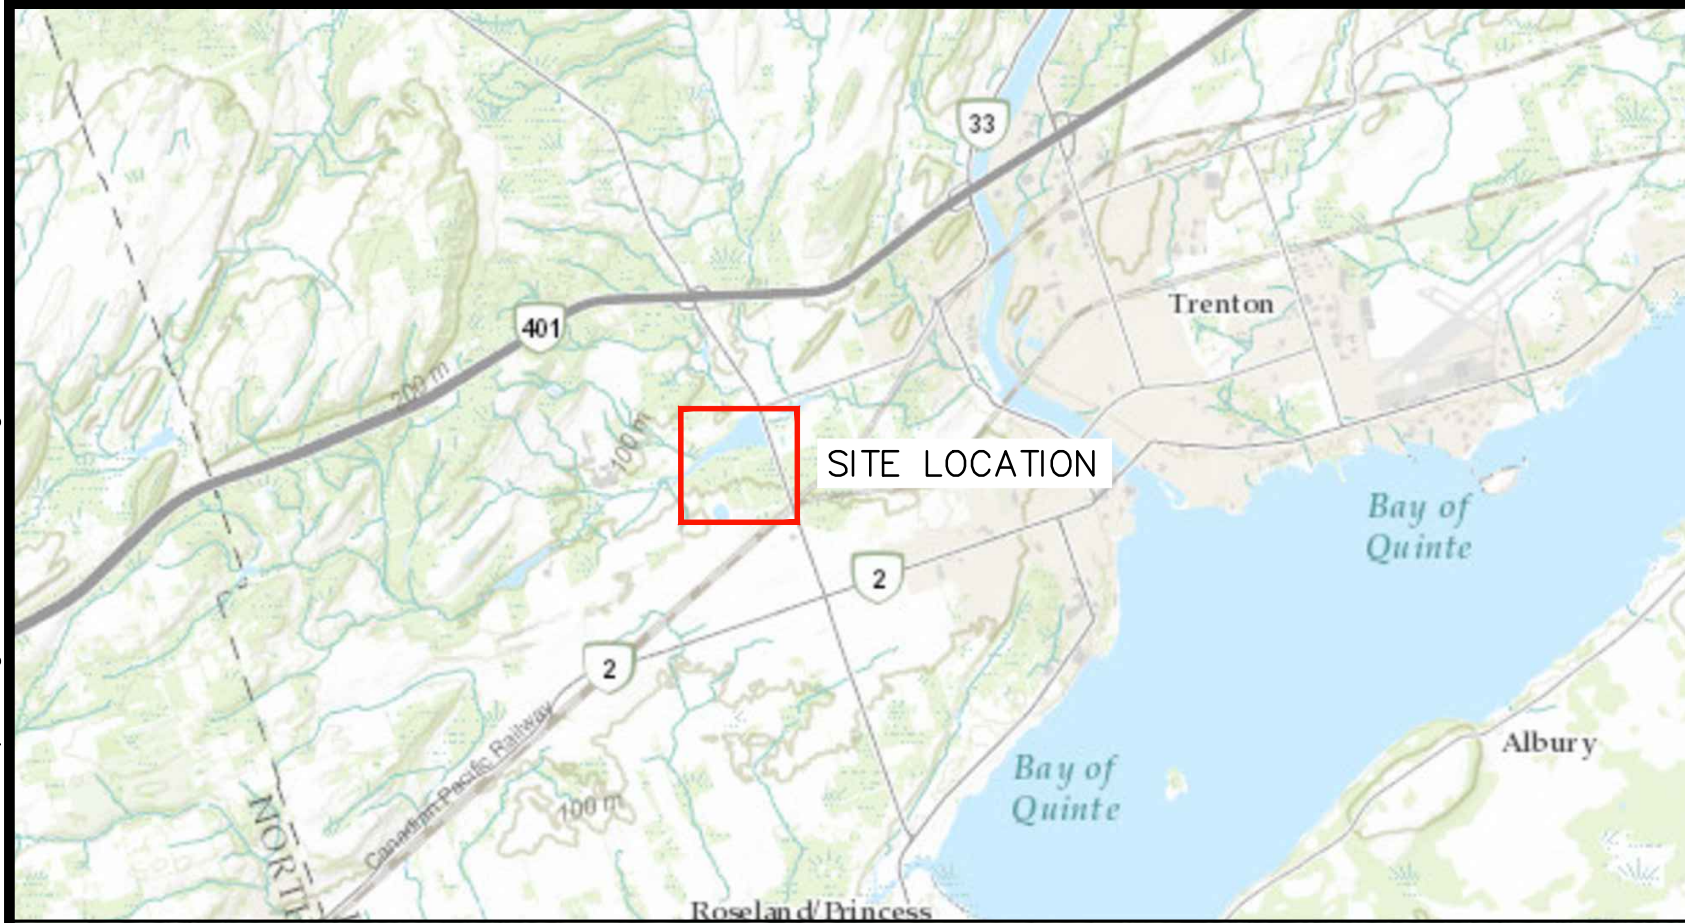 33
Trenton
401
200 m
100 m
SITE LOCATION
Bay of
Quinte
2
2
Canadian Pacific Railway
Albury
Bay of
Quinte
100 m
NORTH
Roseland/Princess